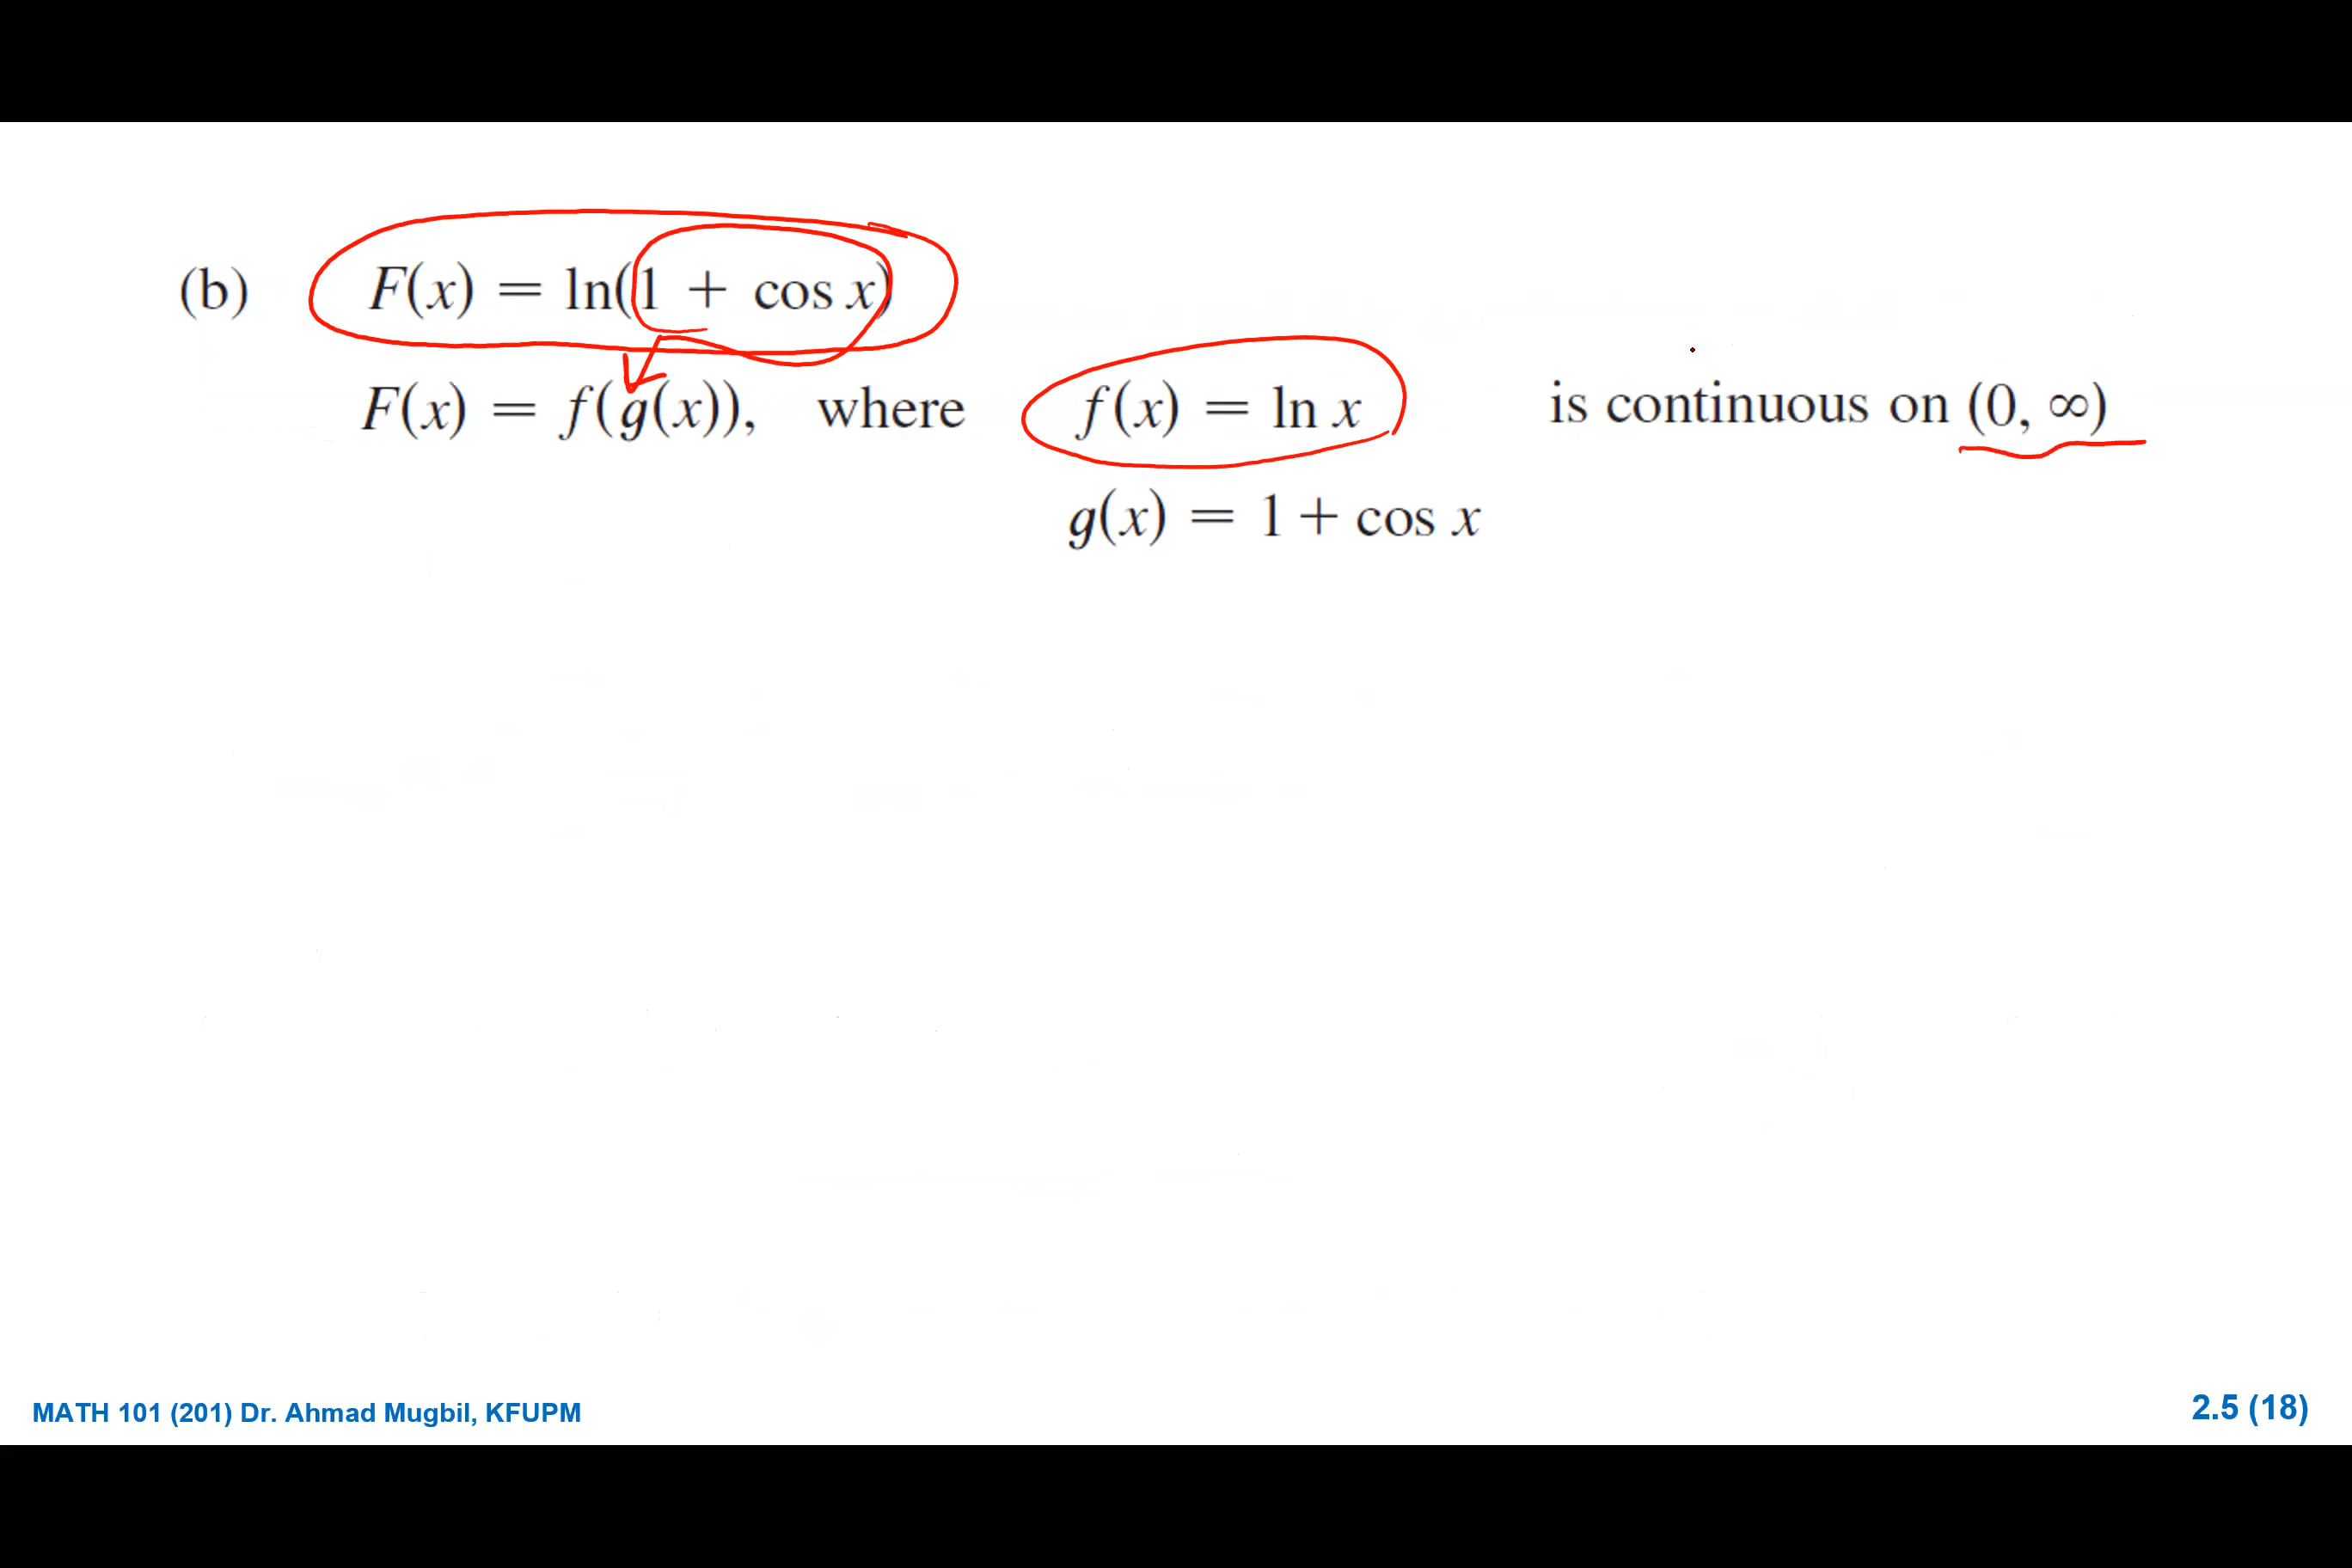 (b) F(x) = ln(1 + cos x)
F(x) = f(g(x)), where f(x) = ln x is continuous on (0, ∞)
g(x) = 1 + cos x
MATH 101 (201) Dr. Ahmad Mugbil, KFUPM 2.5 (18)